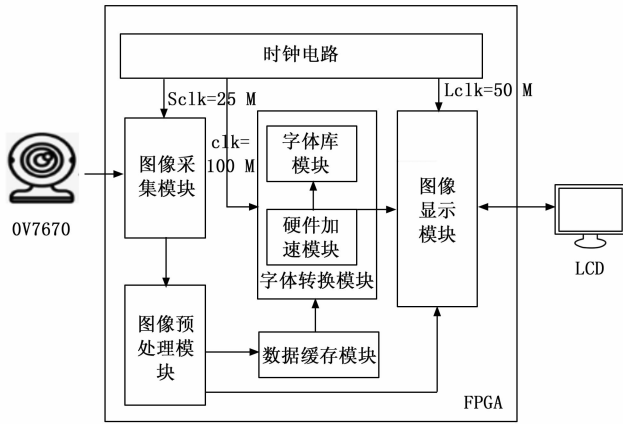 时钟电路
Sclk=25 M
Lclk=50 M
clk=
100 M
图像采
集模块
字体库
模块
图像
显示
模块
硬件加
速模块
字体转换模块
OV7670
LCD
图像预
处理模
块
数据缓存模块
FPGA